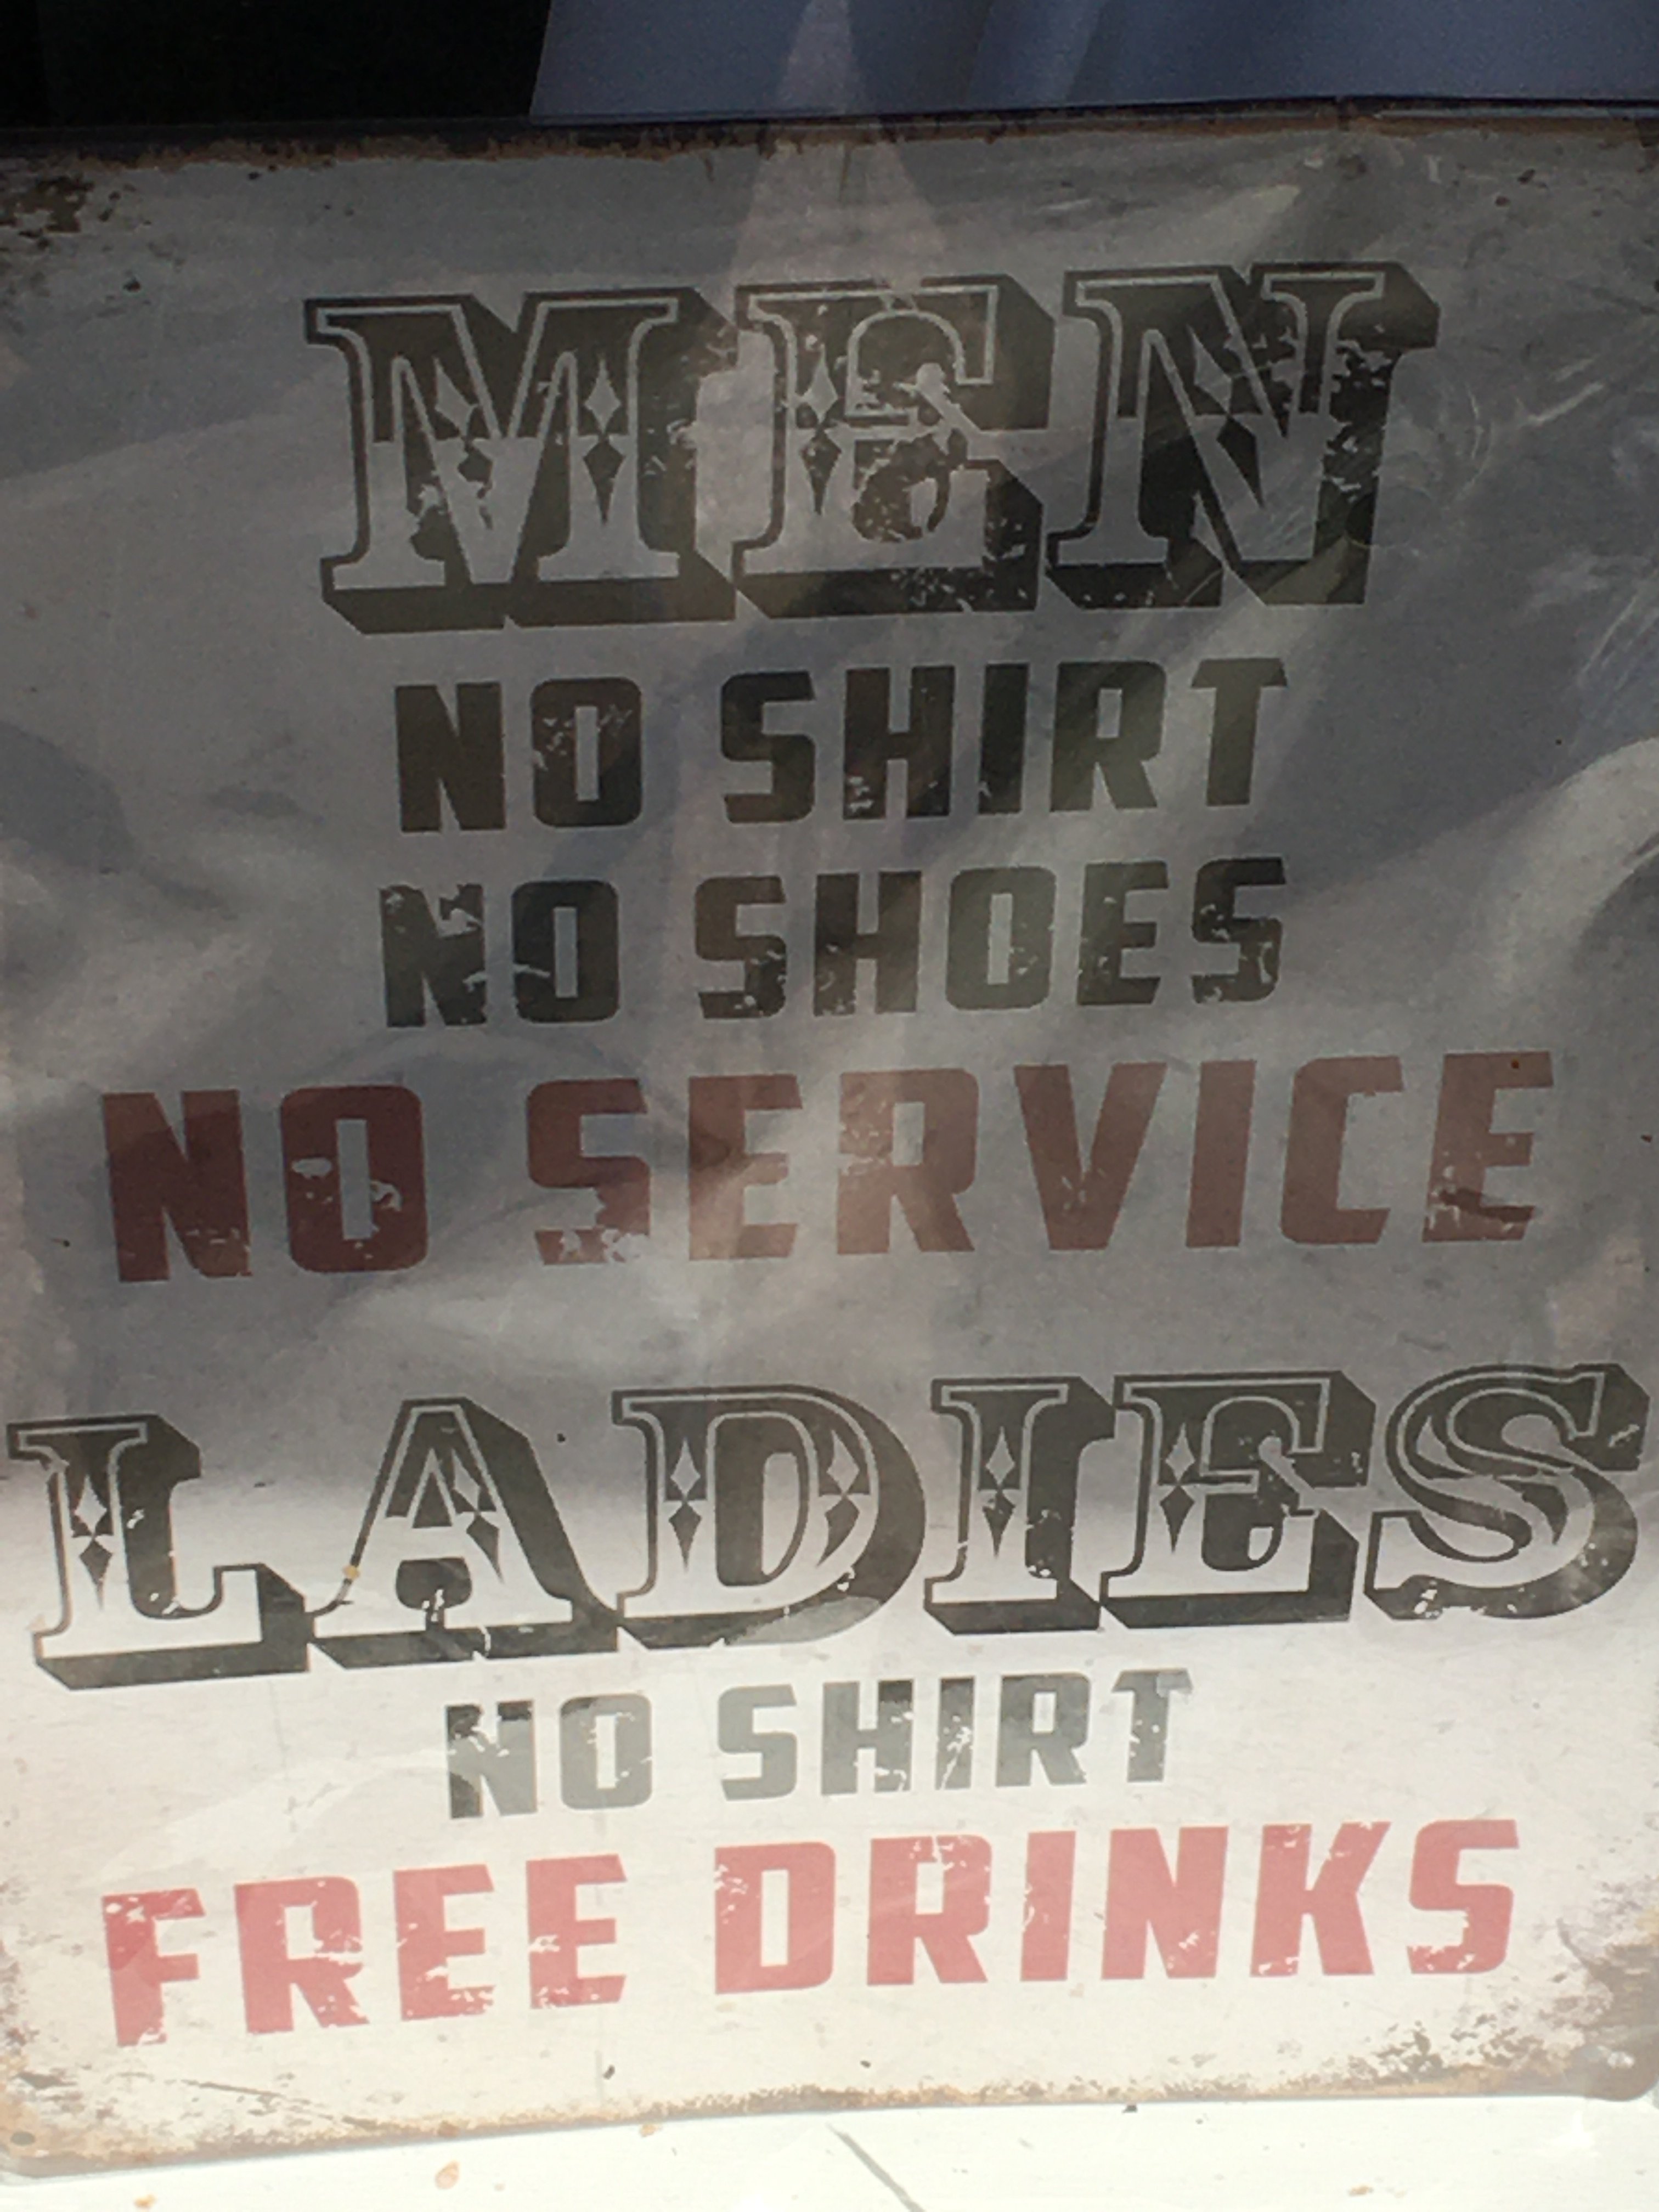 MEN
NO SHIRT
NO SHOES
NO SERVICE
LADIES
NO SHIRT
FREE DRINKS